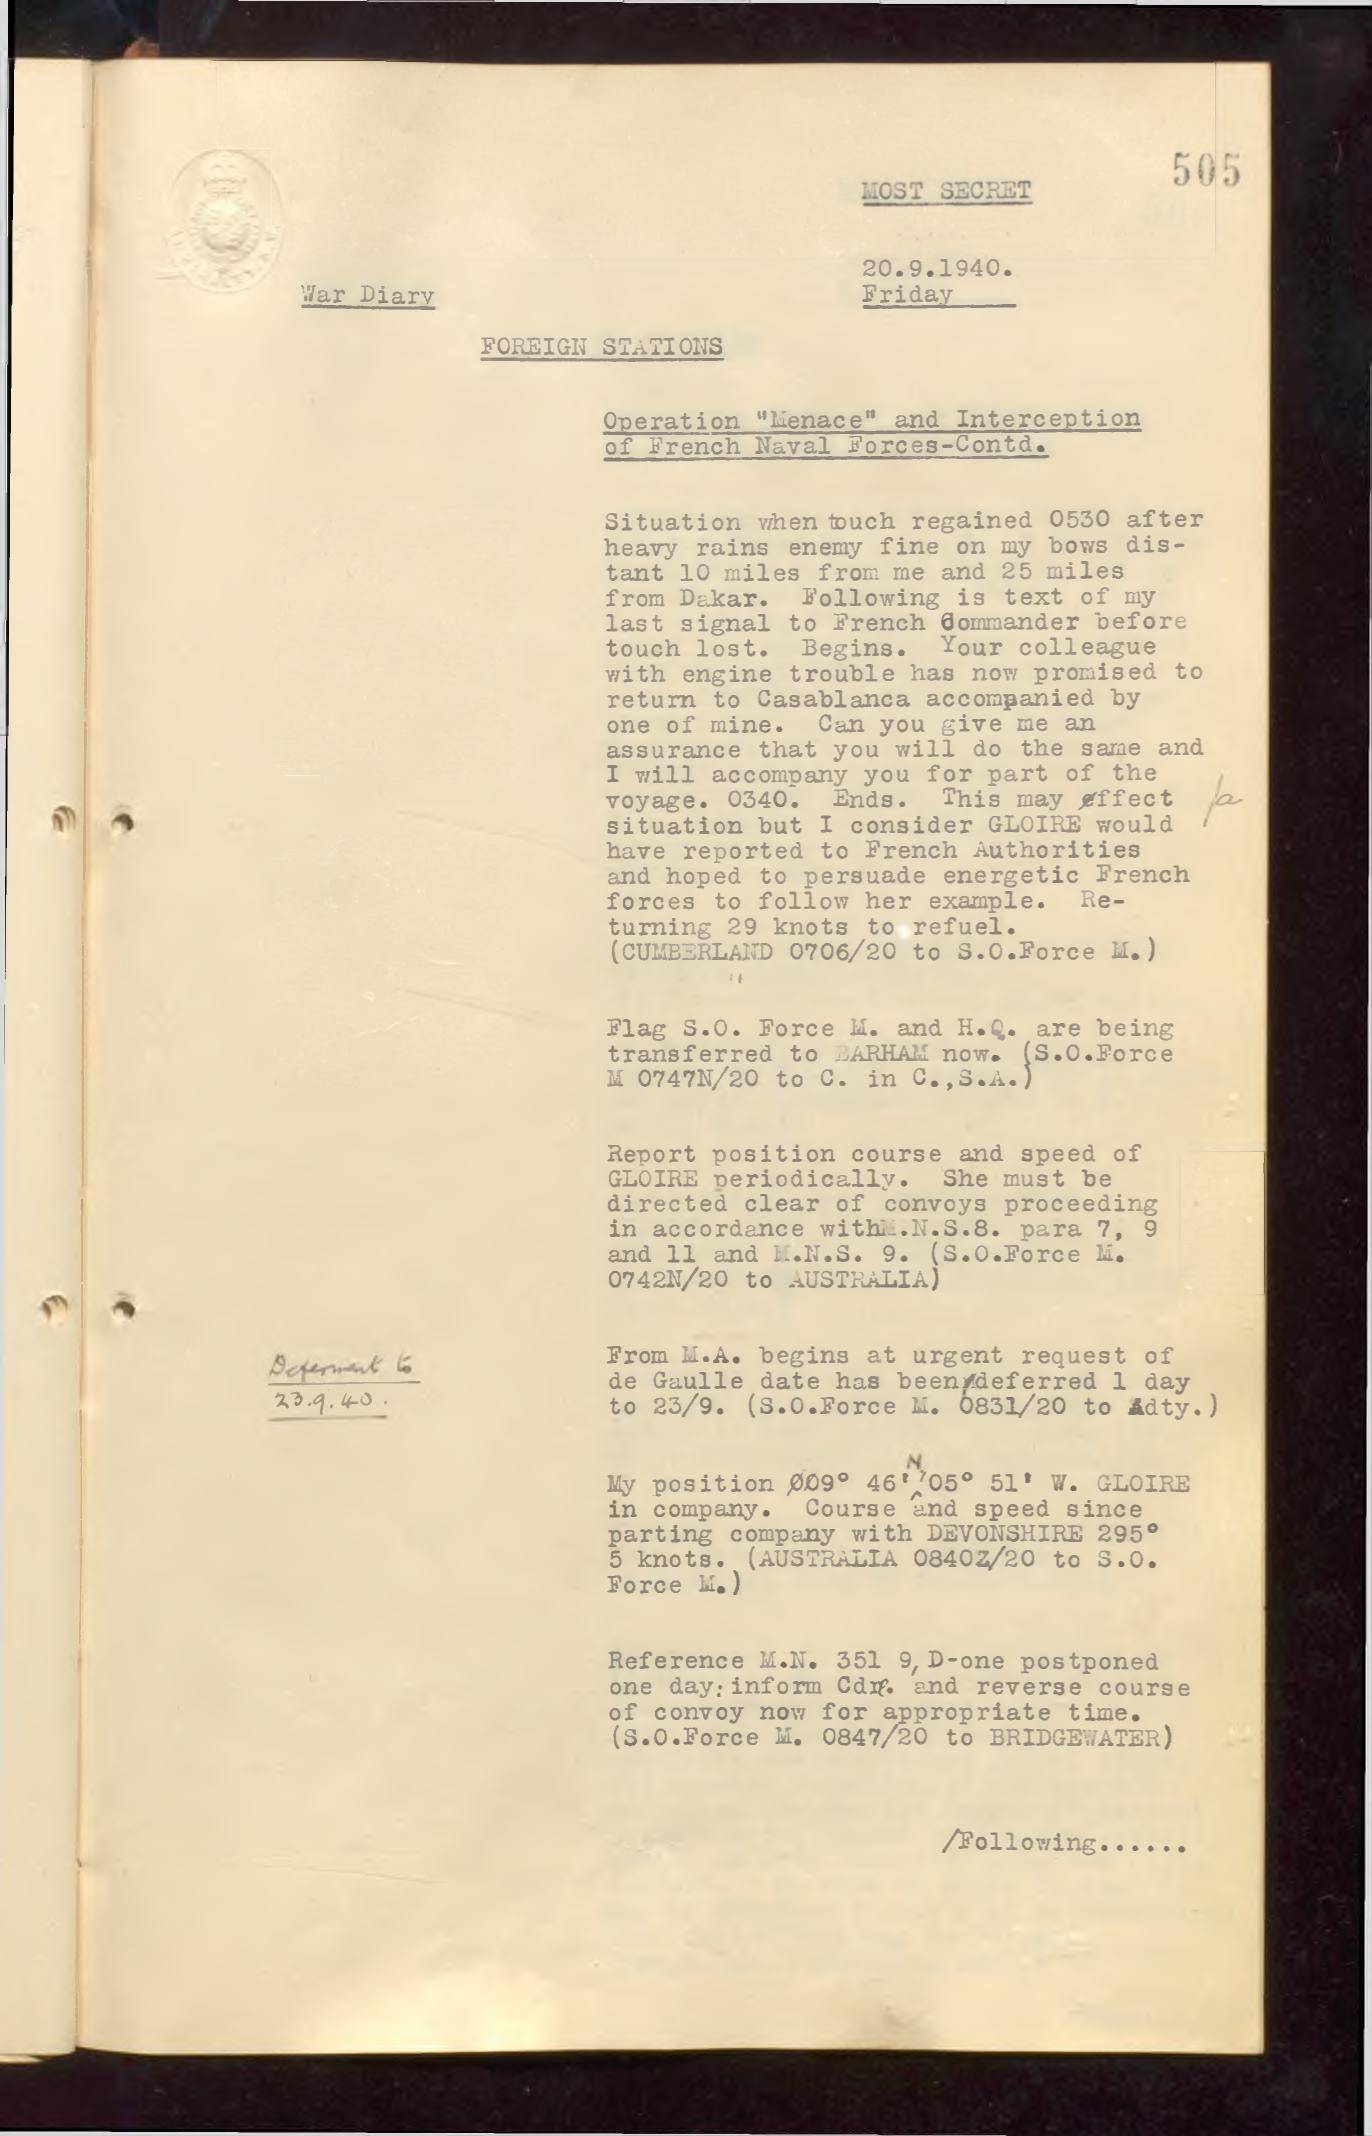 505
MOST SECRET
20.9.1940.
War Diary
Friday
FOREIGN STATIONS
Operation "Menace" and Interception
of French Naval Forces-Contd.
Situation when touch regained 0530 after
heavy rains enemy fine on my bows dis-
tant 10 miles from me and 25 miles
from Dakar. Following is text of my
last signal to French Commander before
touch lost. Begins. Your colleague
with engine trouble has now promised to
return to Casablanca accompanied by
one of mine. Can you give me an
assurance that you will do the same and
I will accompany you for part of the
voyage. 0340. Ends. This may effect /a
situation but I consider GLOIRE would
have reported to French Authorities
and hoped to persuade energetic French
forces to follow her example. Re-
turning 29 knots to refuel.
(CUMBERLAND 0706/20 to S.O.Force M.)
Flag S.O. Force M. and H.Q. are being
transferred to BARHAM now. (S.O.Force
M 0747N/20 to C. in C.,S.A.)
Report position course and speed of
GLOIRE periodically. She must be
directed clear of convoys proceeding
in accordance withM.N.S.8. para 7, 9
and 11 and M.N.S. 9. (S.O.Force M.
0742N/20 to AUSTRALIA)
Deferment to
23.9.40.
From M.A. begins at urgent request of
de Gaulle date has been deferred 1 day
to 23/9. (S.O.Force M. 0831/20 to Adty.)
My position 009° 46' N 05° 51' W. GLOIRE
in company. Course and speed since
parting company with DEVONSHIRE 295°
5 knots. (AUSTRALIA 0840Z/20 to S.O.
Force M.)
Reference M.N. 351 9, D-one postponed
one day: inform Cdr. and reverse course
of convoy now for appropriate time.
(S.O.Force M. 0847/20 to BRIDGEWATER)
/Following......